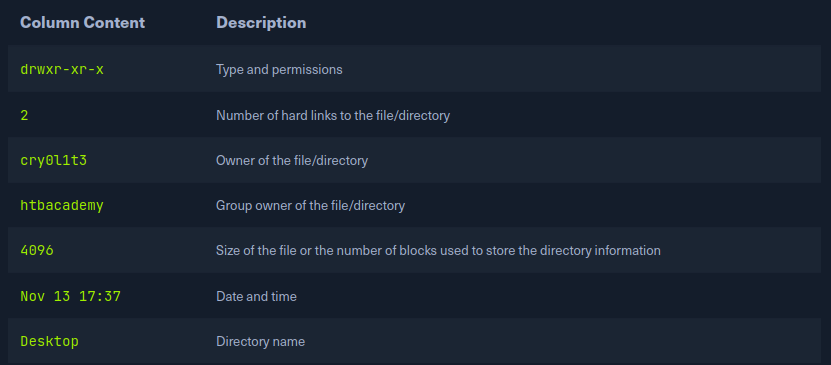 Column Content Description
drwxr-xr-x Type and permissions
2 Number of hard links to the file/directory
cry0l1t3 Owner of the file/directory
htbacademy Group owner of the file/directory
4096 Size of the file or the number of blocks used to store the directory information
Nov 13 17:37 Date and time
Desktop Directory name